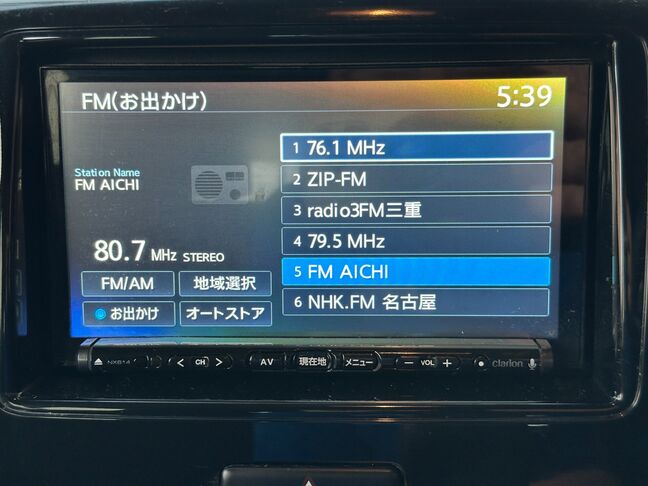 FM(お出かけ)
5:39
Station Name
FM AICHI
80.7 MHz STEREO
FM/AM
地域選択
お出かけ
オートストア
1 76.1 MHz
2 ZIP-FM
3 radio3FM三重
4 79.5 MHz
5 FM AICHI
6 NHK.FM 名古屋
NX614
< CH >
AV
現在地
メニュー
− VOL +
clarion